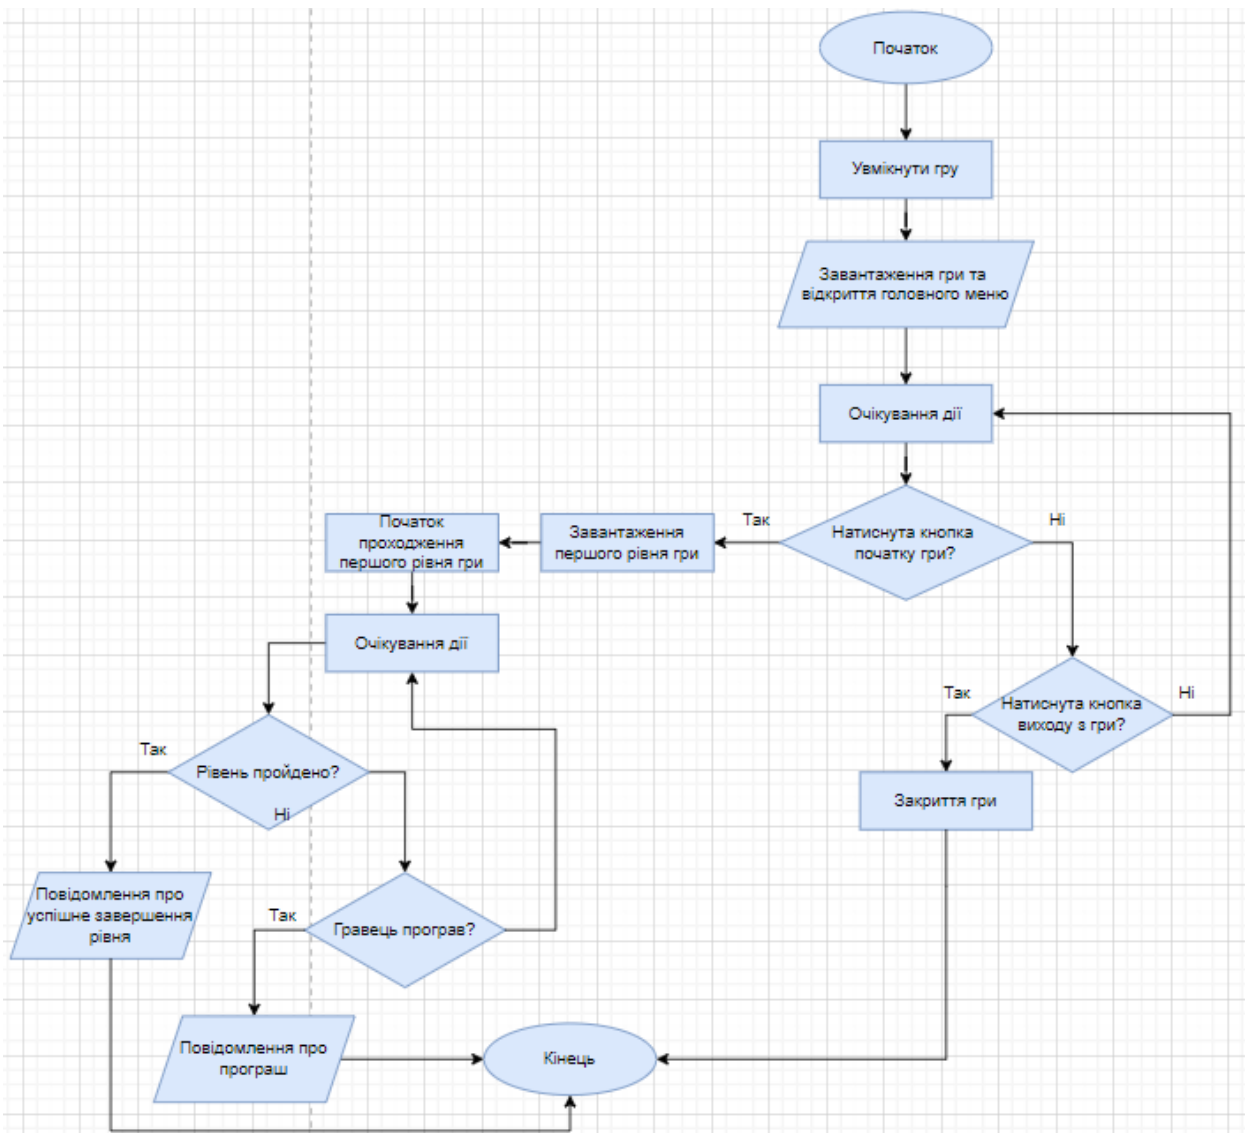 Початок
Увмікнути гру
Завантаження гри та
відкриття головного меню
Очікування дії
Натиснута кнопка
початку гри?
Так
Ні
Завантаження
першого рівня гри
Початок
проходження
першого рівня гри
Очікування дії
Натиснута кнопка
виходу з гри?
Так
Ні
Закриття гри
Рівень пройдено?
Так
Ні
Повідомлення про
успішне завершення
рівня
Гравець програв?
Так
Повідомлення про
програш
Кінець